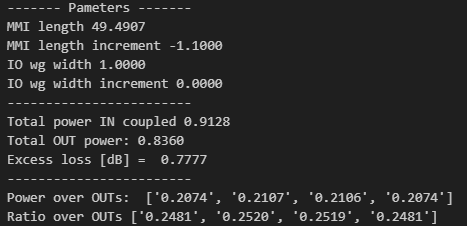 ------- Pameters -------
MMI length 49.4907
MMI length increment -1.1000
IO wg width 1.0000
IO wg width increment 0.0000
------------------------
Total power IN coupled 0.9128
Total OUT power: 0.8360
Excess loss [dB] =  0.7777
------------------------
Power over OUTs:  ['0.2074', '0.2107', '0.2106', '0.2074']
Ratio over OUTs ['0.2481', '0.2520', '0.2519', '0.2481']